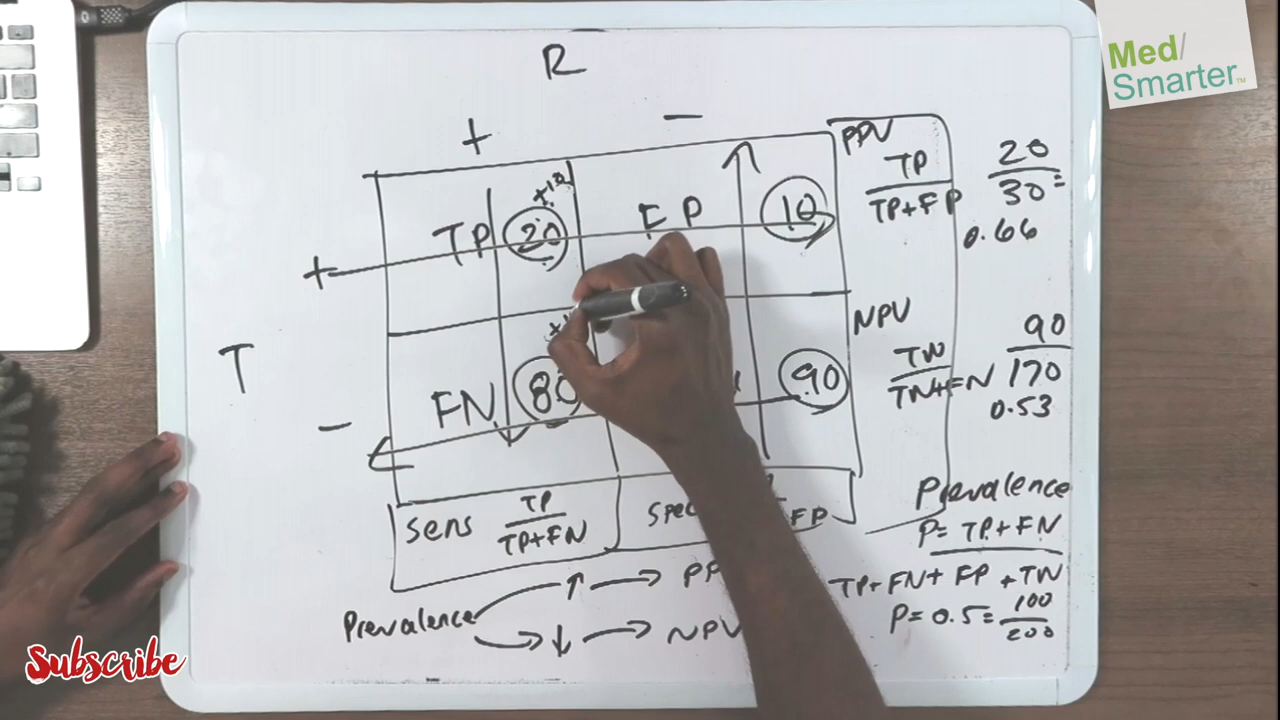 Med/
Smarter™
R
+ -
PPV
TP
TP+FP
20
30 =
0.66
+10
TP 20 FP 10
+
T
NPV
TN
TN+FN
90
170
0.53
FN 80 90
-
Sens TP
TP+FN
FP
Prevalence
P= TP+FN
TP+FN+FP+TN
P= 0.5= 100
200
Prevalence
↑ →
↓ → NPV
Subscribe